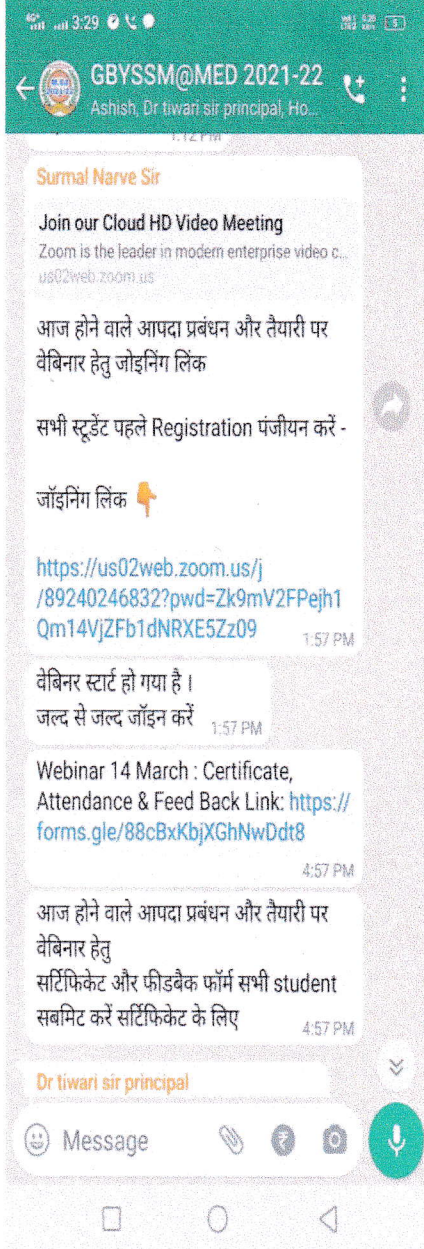 3:29
GBYSSM@MED 2021-22
Ashish, Dr tiwari sir principal, Ho...
1:12 PM
Surmal Narve Sir
Join our Cloud HD Video Meeting
Zoom is the leader in modern enterprise video c...
us02web.zoom.us
आज होने वाले आपदा प्रबंधन और तैयारी पर
वेबिनार हेतु जोइनिंग लिंक
सभी स्टूडेंट पहले Registration पंजीयन करें -
जॉइनिंग लिंक 👇
https://us02web.zoom.us/j
/89240246832?pwd=Zk9mV2FPejh1
Qm14VjZFb1dNRXE5Zz09
1:57 PM
वेबिनर स्टार्ट हो गया है ।
जल्द से जल्द जॉइन करें
1:57 PM
Webinar 14 March : Certificate,
Attendance & Feed Back Link: https://
forms.gle/88cBxKbjXGhNwDdt8
4:57 PM
आज होने वाले आपदा प्रबंधन और तैयारी पर
वेबिनार हेतु
सर्टिफिकेट और फीडबैक फॉर्म सभी student
सबमिट करें सर्टिफिकेट के लिए
4:57 PM
Dr tiwari sir principal
Message